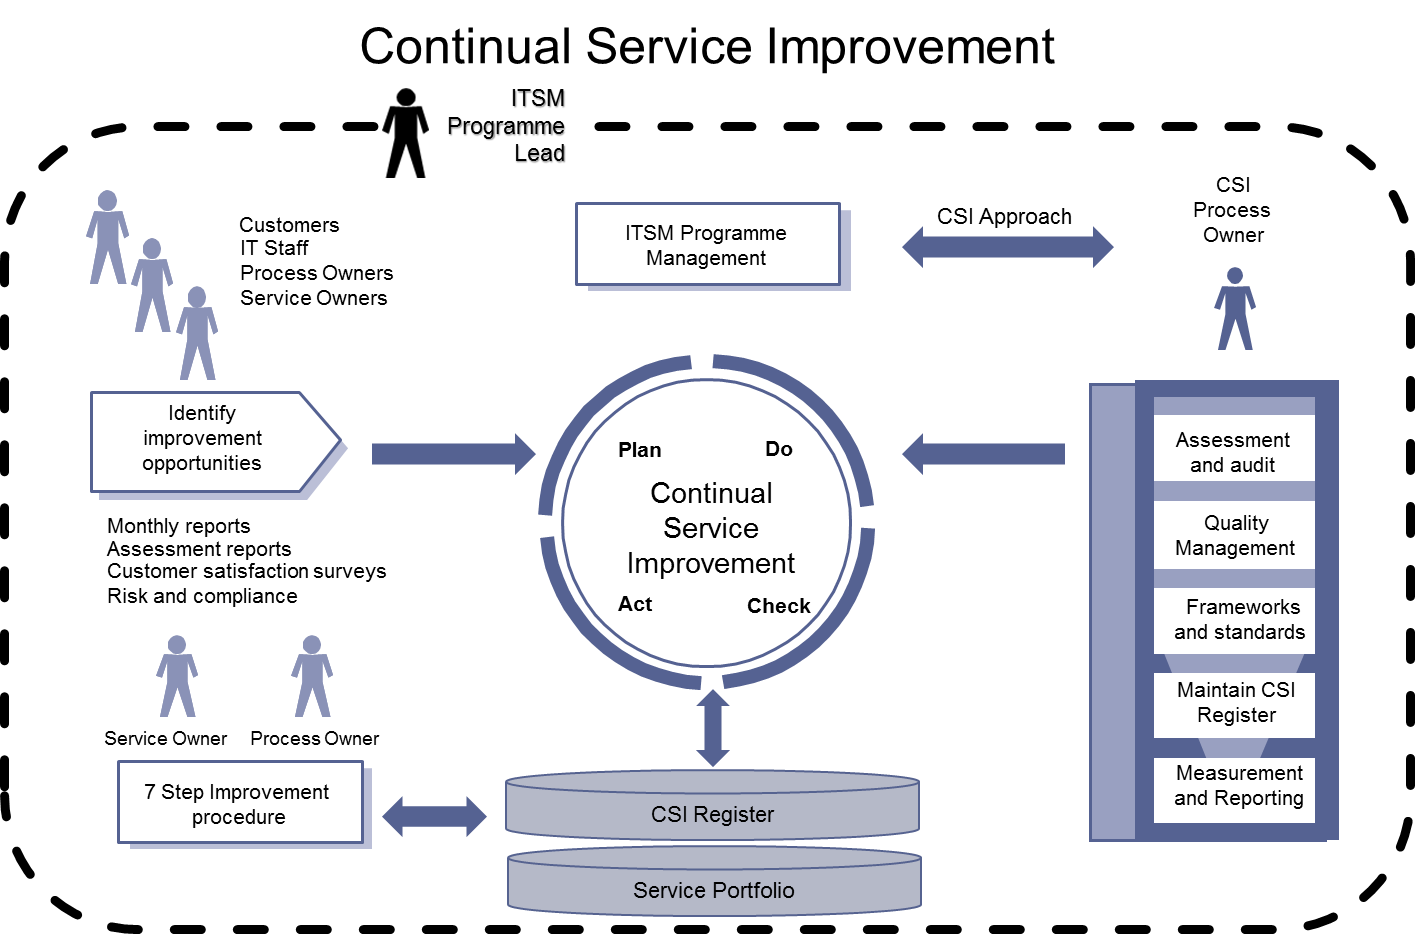 Continual Service Improvement
ITSM
Programme
Lead
Customers
IT Staff
Process Owners
Service Owners
ITSM Programme
Management
CSI Approach
CSI
Process
Owner
Identify
improvement
opportunities
Monthly reports
Assessment reports
Customer satisfaction surveys
Risk and compliance
Plan
Do
Continual
Service
Improvement
Act
Check
Assessment
and audit
Quality
Management
Frameworks
and standards
Maintain CSI
Register
Measurement
and Reporting
Service Owner
Process Owner
7 Step Improvement
procedure
CSI Register
Service Portfolio